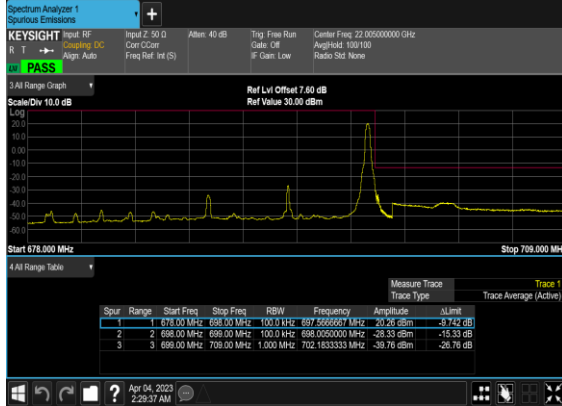 Spectrum Analyzer 1
Spurious Emissions
KEYSIGHT Input: RF Input Z: 50 Ω Atten: 40 dB Trig: Free Run Center Freq: 22.005000000 GHz
R T Coupling: DC Corr CCorr Gate: Off Avg|Hold: 100/100
Align: Auto Freq Ref: Int (S) IF Gain: Low Radio Std: None
PASS
3 All Range Graph
Ref Lvl Offset 7.60 dB
Scale/Div 10.0 dB Ref Value 30.00 dBm
Log
20.0
10.0
0.00
-10.0
-20.0
-30.0
-40.0
-50.0
-60.0
Start 678.000 MHz Stop 709.000 MH
4 All Range Table
Measure Trace Trace 1
Trace Type Trace Average (Active)
Spur Range Start Freq Stop Freq RBW Frequency Amplitude ΔLimit
1 1 678.00 MHz 698.00 MHz 100.0 kHz 697.5666667 MHz 20.26 dBm -9.742 dB
2 2 698.00 MHz 699.00 MHz 100.0 kHz 698.0050000 MHz -28.33 dBm -15.33 dB
3 3 699.00 MHz 709.00 MHz 1.000 MHz 702.1833333 MHz -39.76 dBm -26.76 dB
? Apr 04, 2023
2:29:37 AM